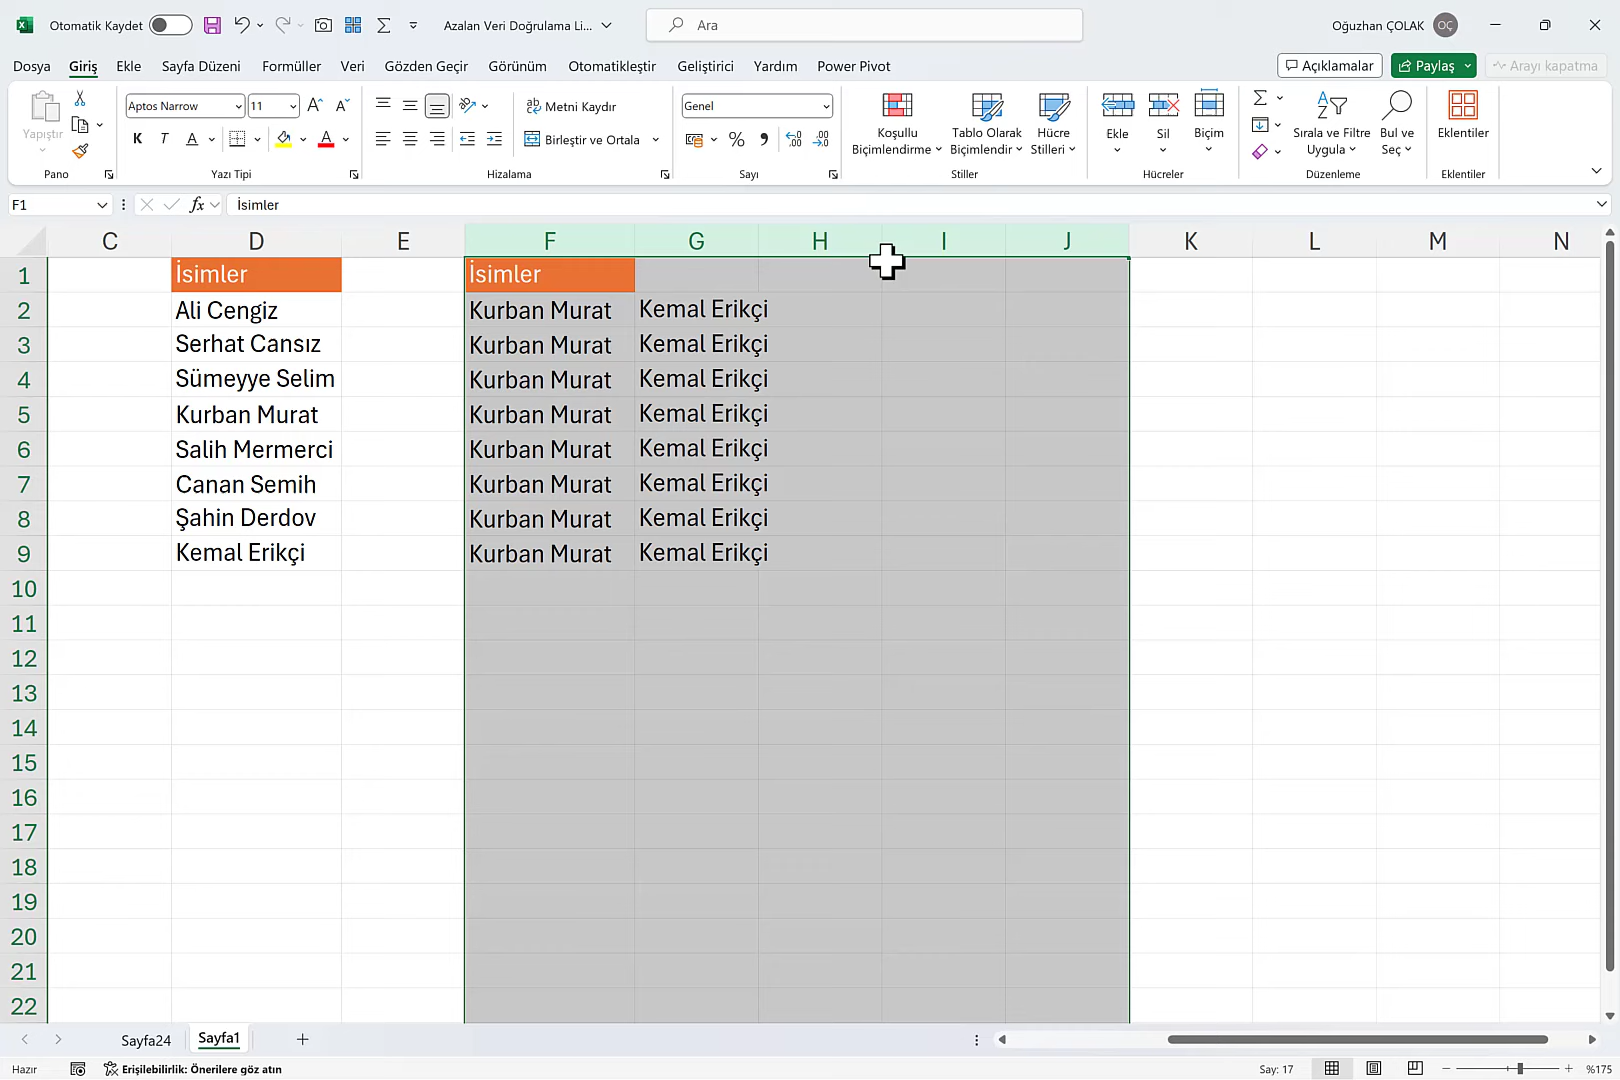 Otomatik Kaydet
Azalan Veri Doğrulama Li...
Ara
Oğuzhan ÇOLAK
OÇ
Dosya Giriş Ekle Sayfa Düzeni Formüller Veri Gözden Geçir Görünüm Otomatikleştir Geliştirici Yardım Power Pivot
Açıklamalar
Paylaş
Arayı kapatma
Yapıştır
Pano
Aptos Narrow 11
K T A
Yazı Tipi
Metni Kaydır
Birleştir ve Ortala
Hizalama
Genel
Sayı
Koşullu Biçimlendirme
Tablo Olarak Biçimlendir
Hücre Stilleri
Stiller
Ekle
Sil
Biçim
Hücreler
Sırala ve Filtre Uygula
Bul ve Seç
Düzenleme
Eklentiler
Eklentiler
F1
fx
İsimler
C D E F G H I J K L M N
1 İsimler İsimler
2 Ali Cengiz Kurban Murat Kemal Erikçi
3 Serhat Cansız Kurban Murat Kemal Erikçi
4 Sümeyye Selim Kurban Murat Kemal Erikçi
5 Kurban Murat Kurban Murat Kemal Erikçi
6 Salih Mermerci Kurban Murat Kemal Erikçi
7 Canan Semih Kurban Murat Kemal Erikçi
8 Şahin Derdov Kurban Murat Kemal Erikçi
9 Kemal Erikçi Kurban Murat Kemal Erikçi
10
11
12
13
14
15
16
17
18
19
20
21
22
Sayfa24 Sayfa1
Hazır
Erişilebilirlik: Önerilere göz atın
Say: 17
%175